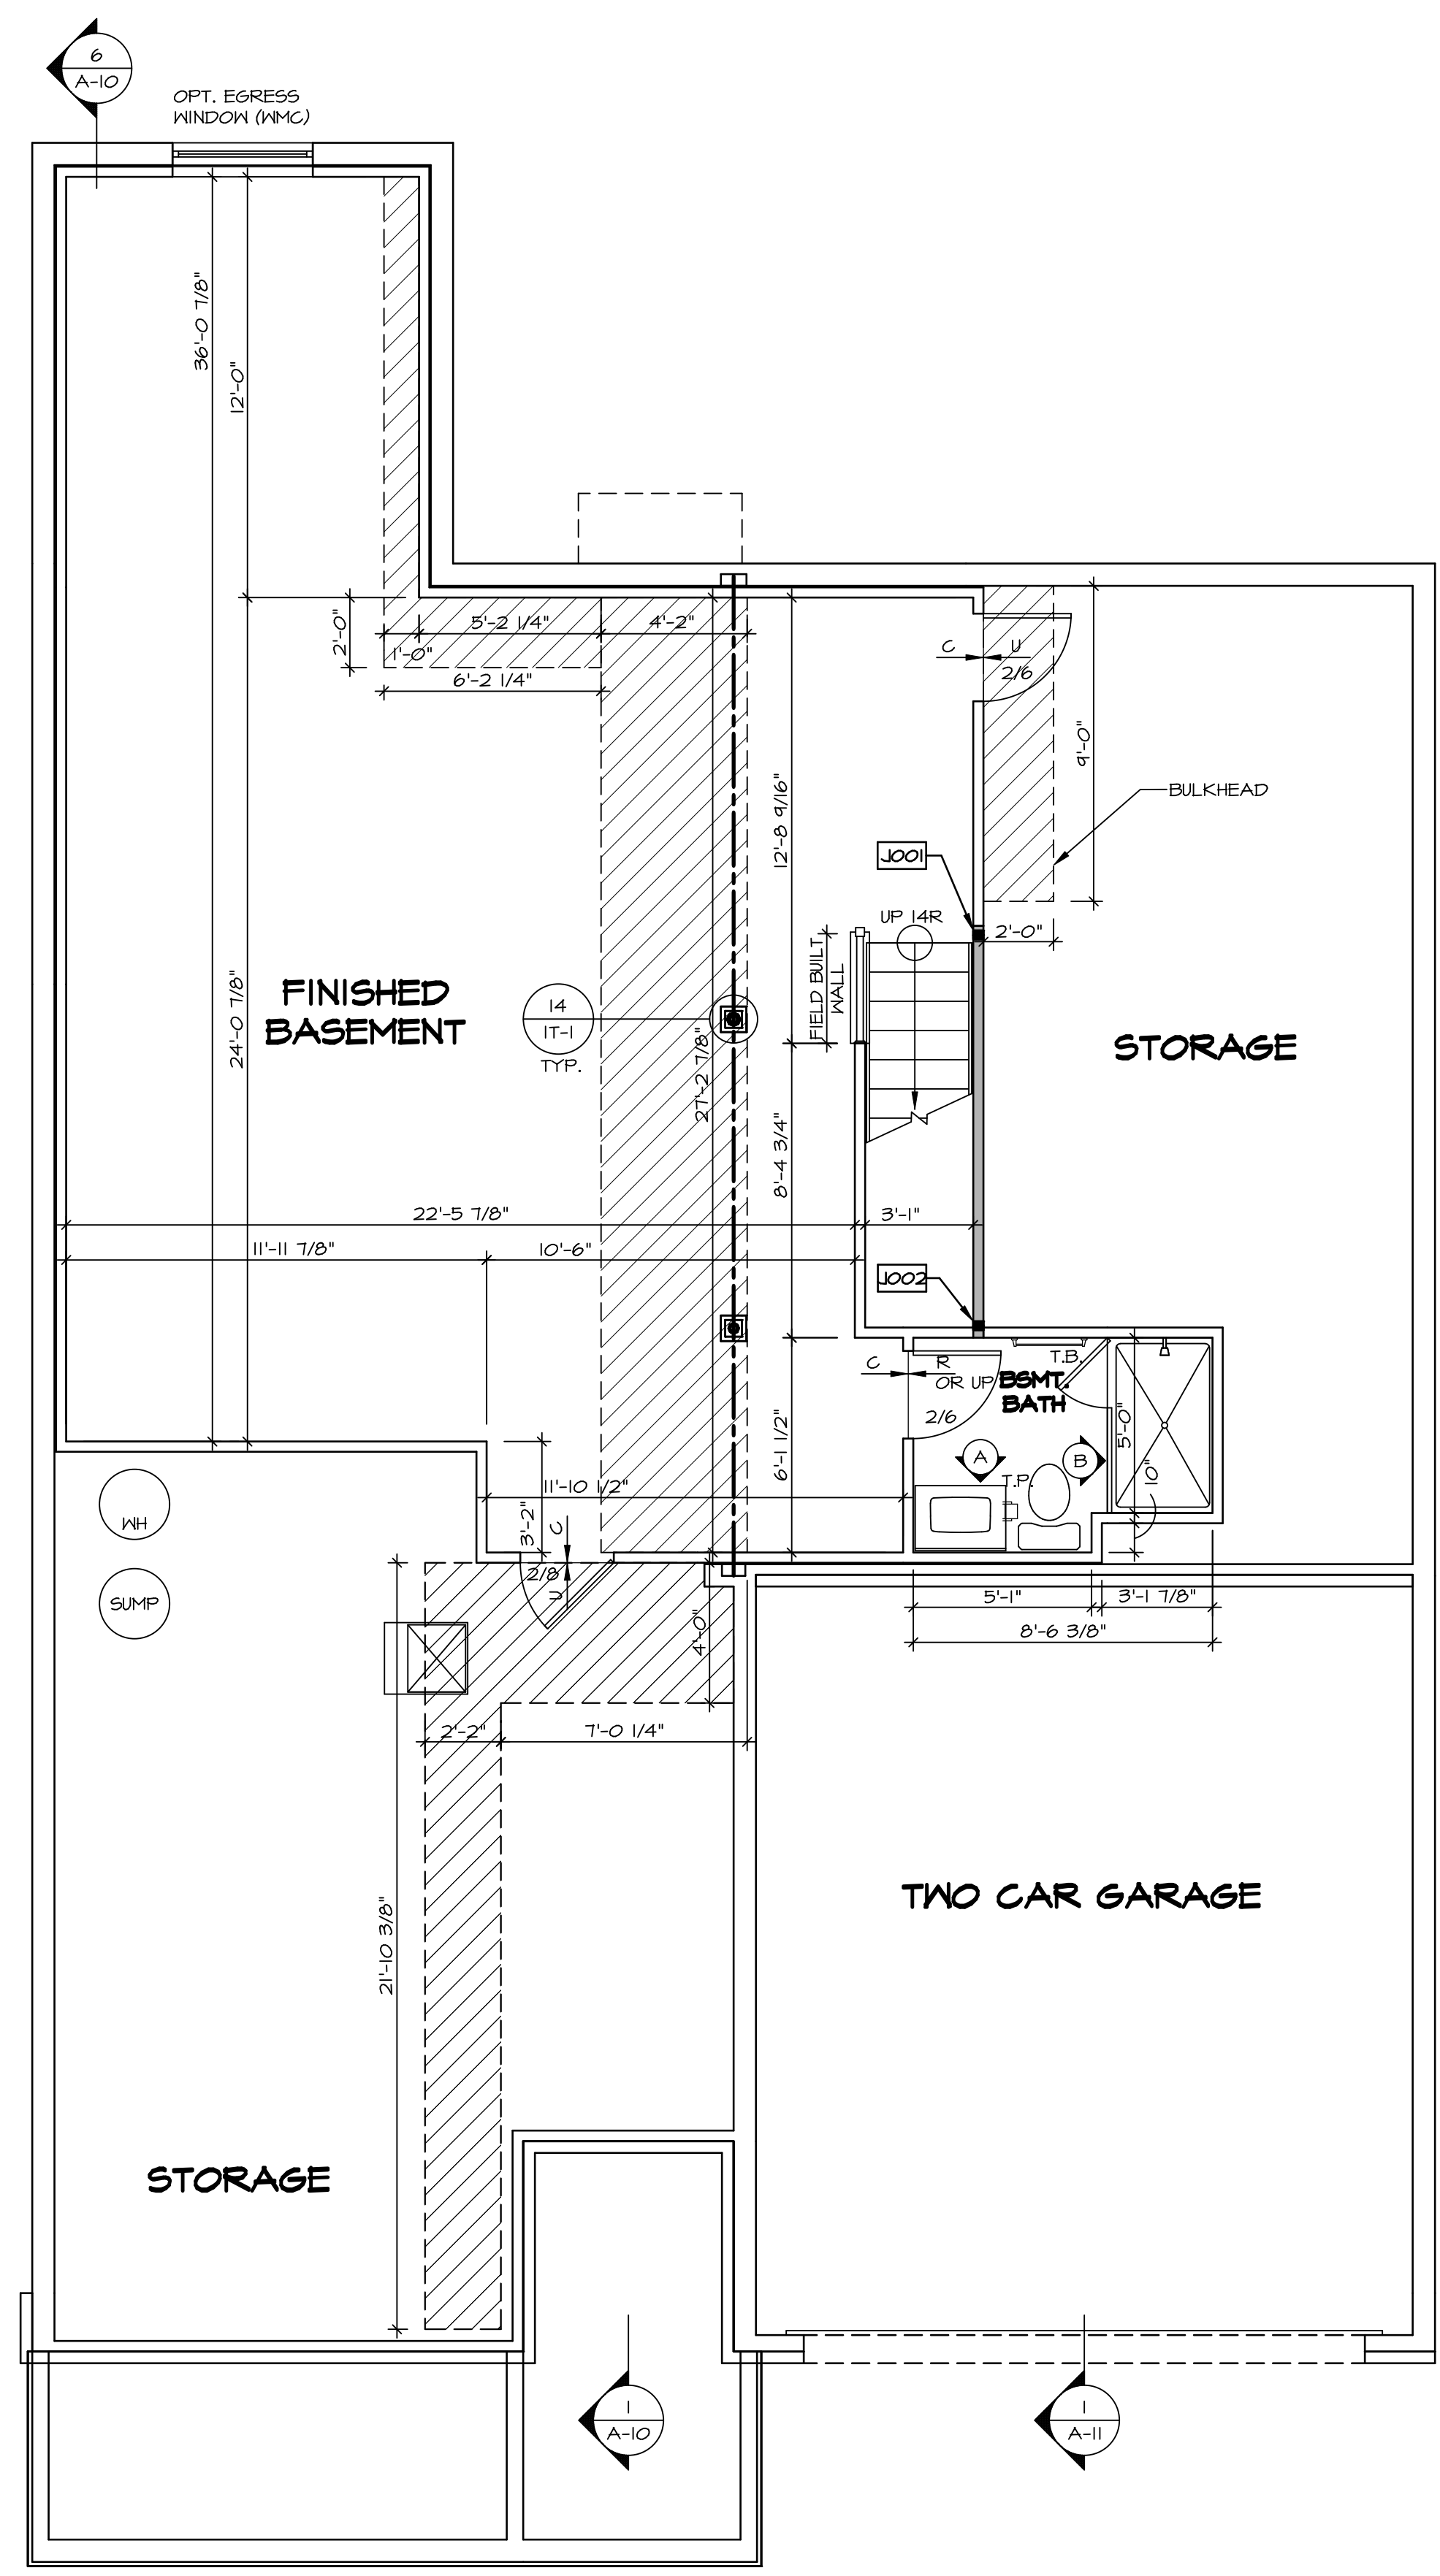 6
A-10
OPT. EGRESS
WINDOW (WMC)
36'-0 7/8"
12'-0"
2'-0"
5'-2 1/4"
4'-2"
1'-0"
6'-2 1/4"
C
U
2/6
9'-0"
12'-8 9/16"
BULKHEAD
J001
UP 14R
2'-0"
FIELD BUILT
WALL
FINISHED
BASEMENT
14
1T-1
TYP.
24'-0 7/8"
27'-2 7/8"
STORAGE
8'-4 3/4"
22'-5 7/8"
3'-1"
11'-11 7/8"
10'-6"
J002
C
R
OR UP
2/6
T.B.
BSMT.
BATH
5'-0"
10"
6'-1 1/2"
A
B
T.P.
11'-10 1/2"
3'-2"
C
2/8
U
WH
SUMP
4'-0"
5'-1"
3'-1 7/8"
8'-6 3/8"
2'-2"
7'-0 1/4"
21'-10 3/8"
TWO CAR GARAGE
STORAGE
1
A-10
1
A-11